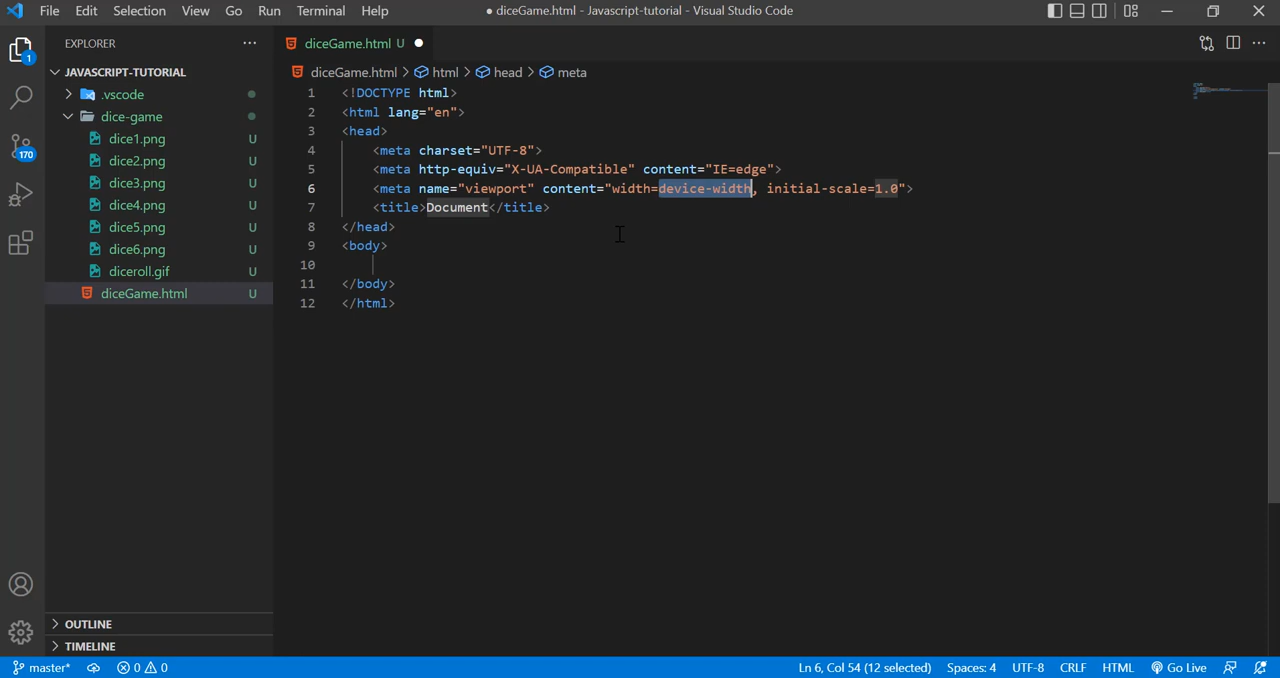 File Edit Selection View Go Run Terminal Help ● diceGame.html - Javascript-tutorial - Visual Studio Code
EXPLORER
diceGame.html U
JAVASCRIPT-TUTORIAL
diceGame.html > html > head > meta
.vscode
dice-game
dice1.png U
dice2.png U
dice3.png U
dice4.png U
dice5.png U
dice6.png U
diceroll.gif U
diceGame.html U
1
170
1 <!DOCTYPE html>
2 <html lang="en">
3 <head>
4 <meta charset="UTF-8">
5 <meta http-equiv="X-UA-Compatible" content="IE=edge">
6 <meta name="viewport" content="width=device-width, initial-scale=1.0">
7 <title>Document</title>
8 </head>
9 <body>
10
11 </body>
12 </html>
OUTLINE
TIMELINE
master* 0 0 Ln 6, Col 54 (12 selected) Spaces: 4 UTF-8 CRLF HTML Go Live